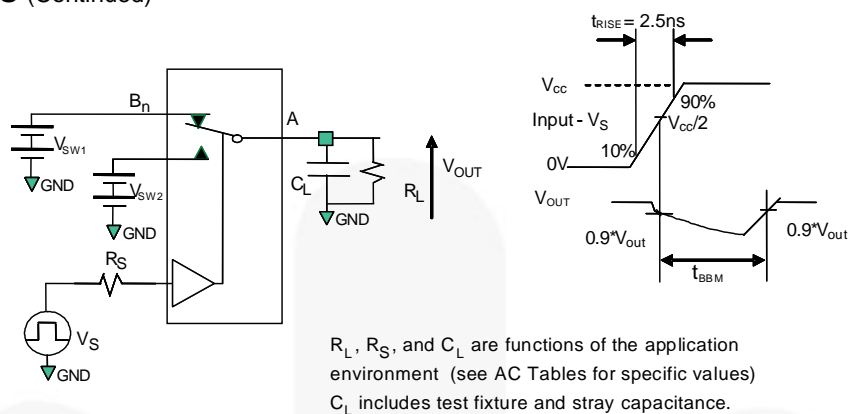 (Continued)
tRISE = 2.5ns
Bn
A
VSW1
GND
VSW2
GND
RS
VS
GND
CL
RL
VOUT
GND
Vcc
Input - VS
90%
Vcc/2
10%
0V
VOUT
0.9*Vout
0.9*Vout
tBBM
RL, RS, and CL are functions of the application
environment (see AC Tables for specific values)
CL includes test fixture and stray capacitance.